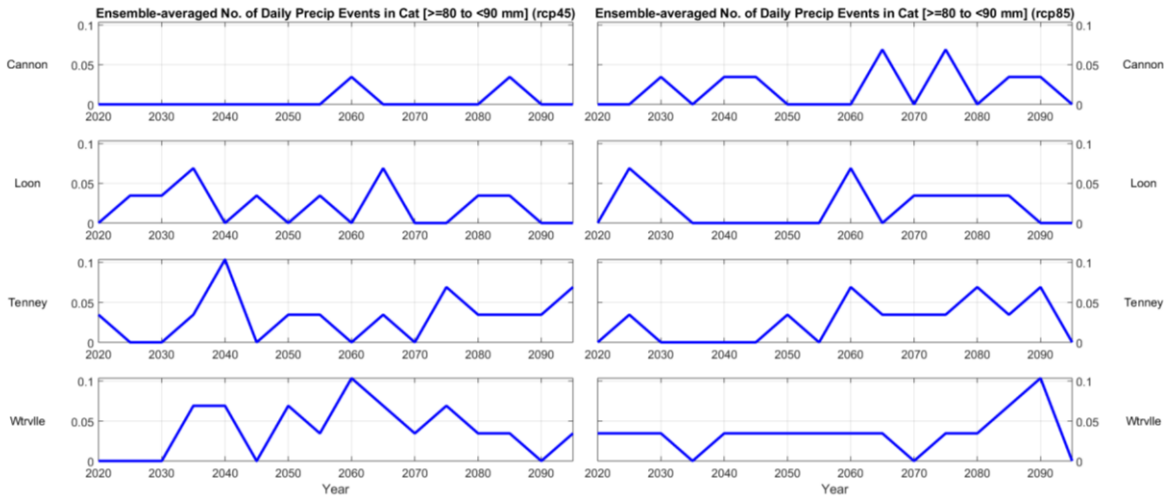 Ensemble-averaged No. of Daily Precip Events in Cat [>=80 to <90 mm] (rcp45)
Ensemble-averaged No. of Daily Precip Events in Cat [>=80 to <90 mm] (rcp85)
Cannon
0.1
0.05
0
2020 2030 2040 2050 2060 2070 2080 2090
2020 2030 2040 2050 2060 2070 2080 2090
0.1
0.05
0
Cannon
Loon
0.1
0.05
0
2020 2030 2040 2050 2060 2070 2080 2090
2020 2030 2040 2050 2060 2070 2080 2090
0.1
0.05
0
Loon
Tenney
0.1
0.05
0
2020 2030 2040 2050 2060 2070 2080 2090
2020 2030 2040 2050 2060 2070 2080 2090
0.1
0.05
0
Tenney
Wtrvlle
0.1
0.05
0
2020 2030 2040 2050 2060 2070 2080 2090
Year
2020 2030 2040 2050 2060 2070 2080 2090
Year
0.1
0.05
0
Wtrvlle